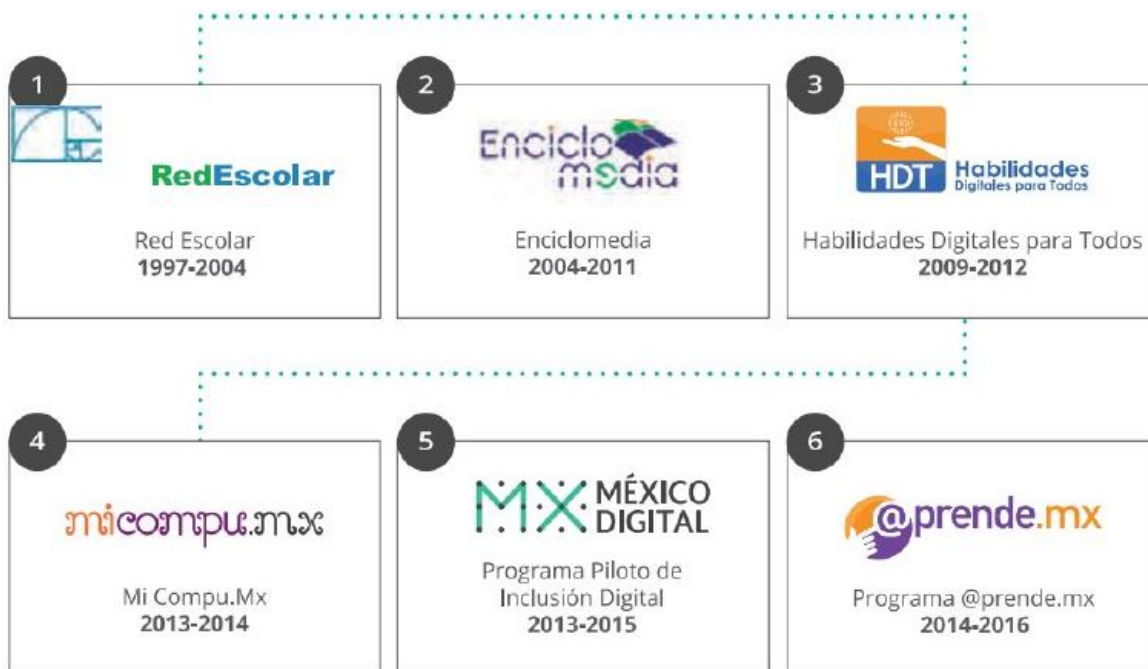 1
RedEscolar
Red Escolar
1997-2004
2
Enciclo
media
Enciclomedia
2004-2011
3
HDT
Habilidades
Digitales para Todos
Habilidades Digitales para Todos
2009-2012
4
micompu.mx
Mi Compu.Mx
2013-2014
5
MX
MÉXICO
DIGITAL
Programa Piloto de
Inclusión Digital
2013-2015
6
@prende.mx
Programa @prende.mx
2014-2016